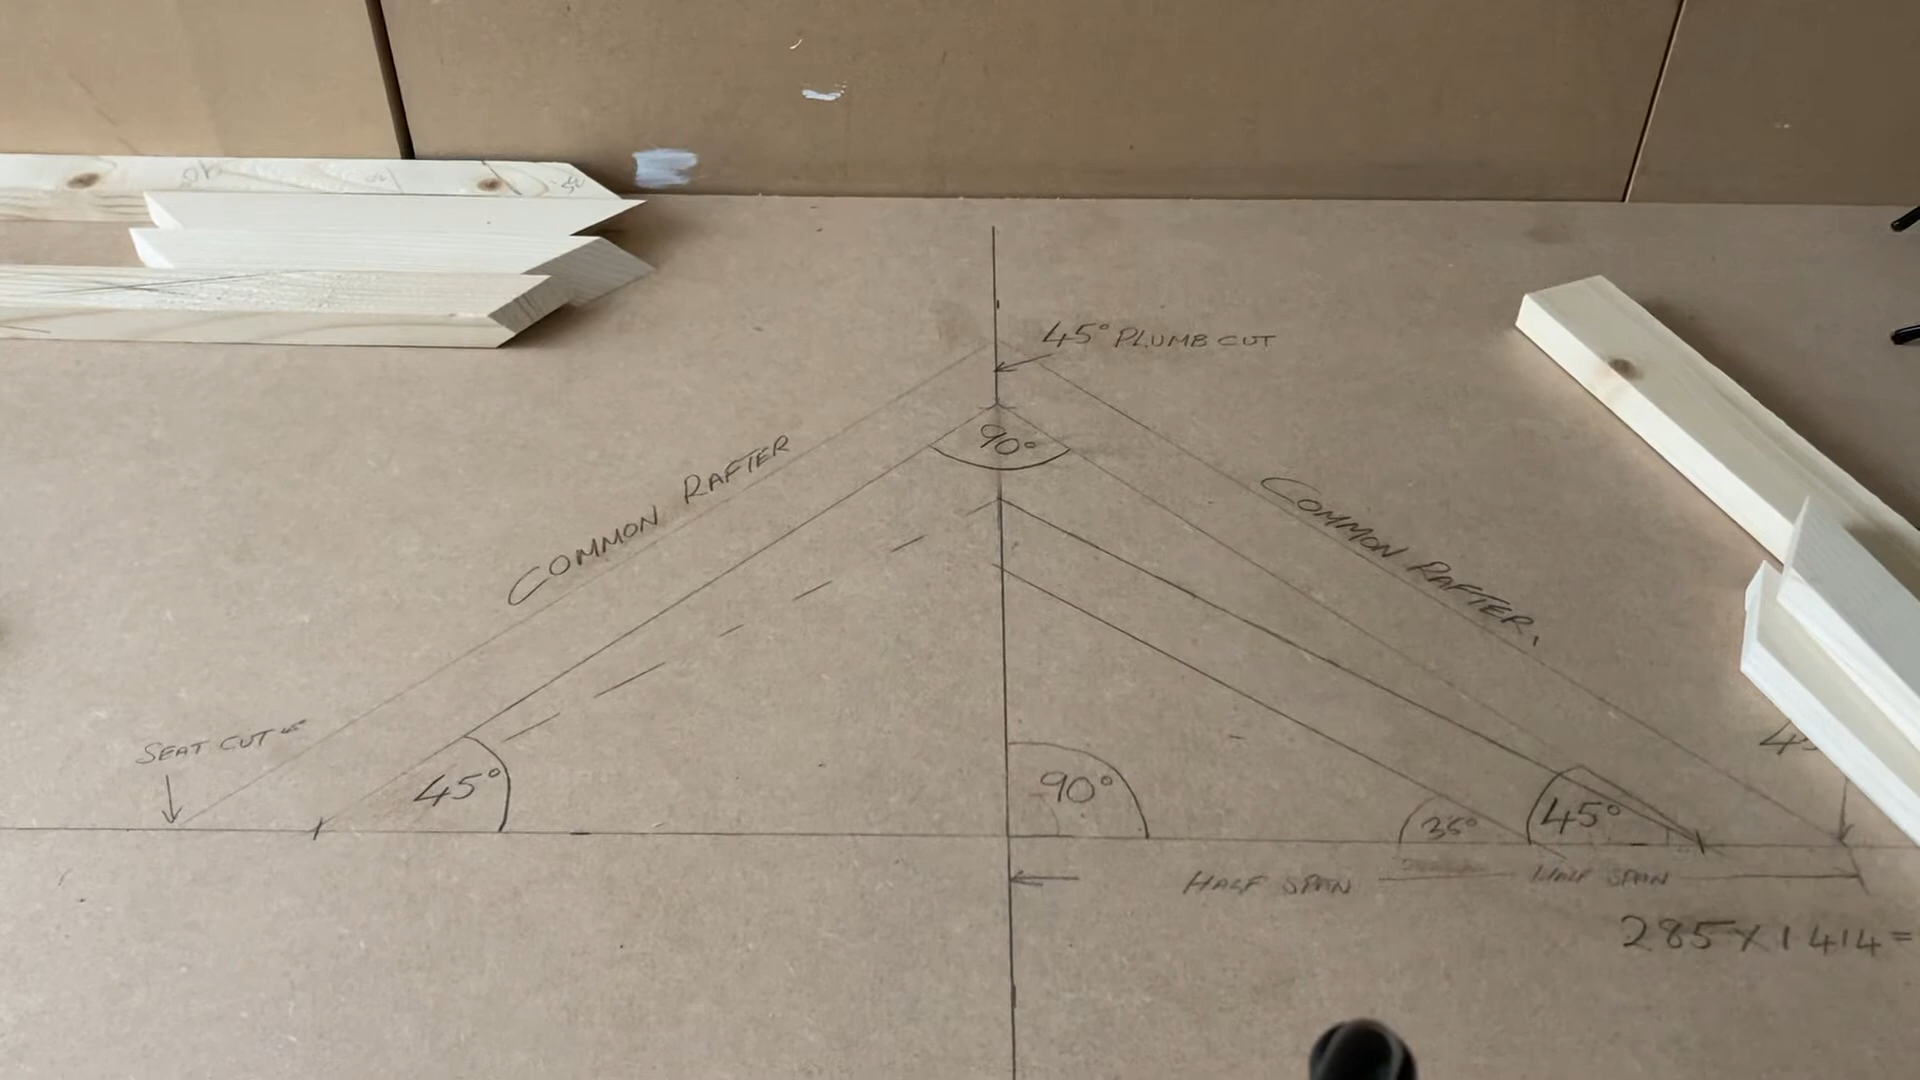 45° PLUMB CUT
90°
COMMON RAFTER
COMMON RAFTER.
SEAT CUT
45°
90°
35°
45°
45
HALF SPAN
HALF SPAN
285 X 1 414 =